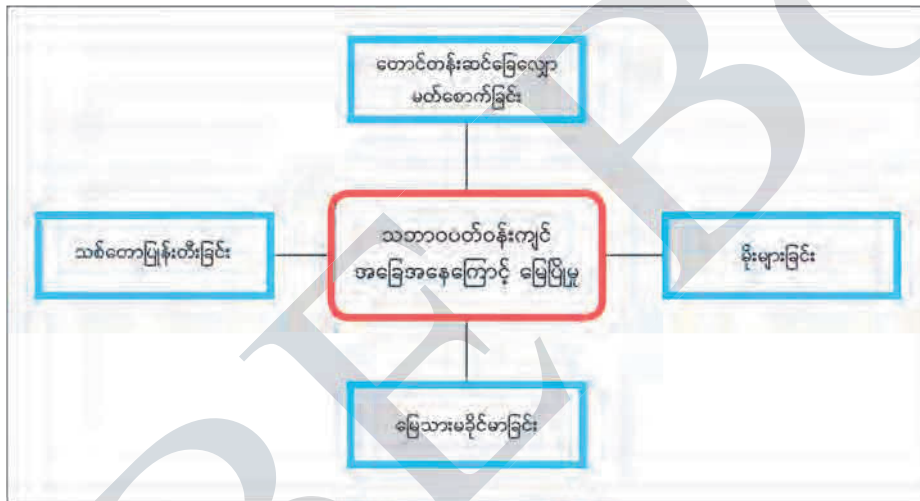 တောင်တန်းဆင်ခြေလျှော
မတ်စောက်ခြင်း
သစ်တောပြုန်းတီးခြင်း
သဘာဝပတ်ဝန်းကျင်
အခြေအနေကြောင့် မြေပြိုမှု
မိုးများခြင်း
မြေသားမခိုင်မာခြင်း